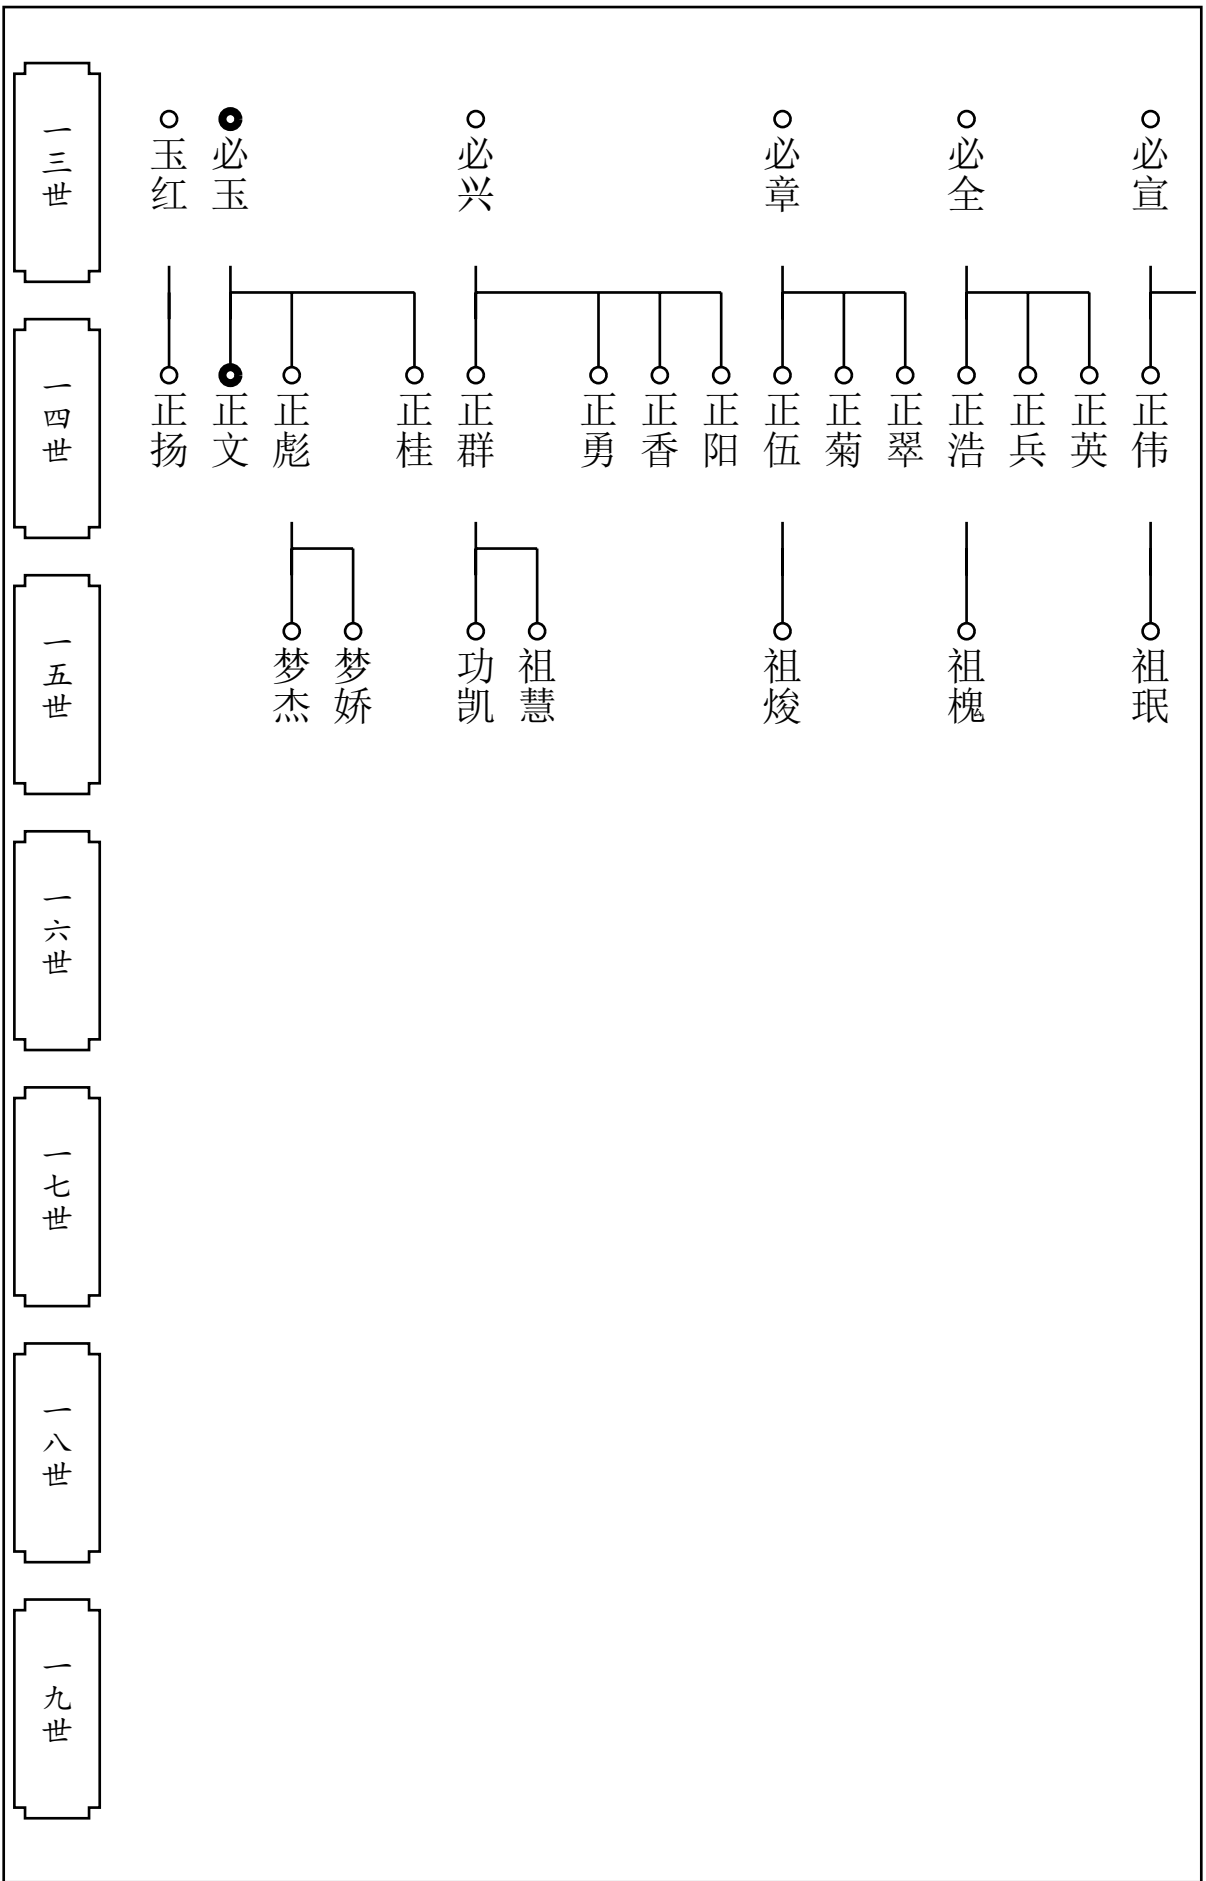 一三世
玉红
必玉
必兴
必章
必全
必宣
一四世
正扬
正文
正彪
正桂
正群
正勇
正香
正阳
正伍
正菊
正翠
正浩
正兵
正英
正伟
一五世
梦杰
梦娇
功凯
祖慧
祖焌
祖槐
祖珉
一六世
一七世
一八世
一九世